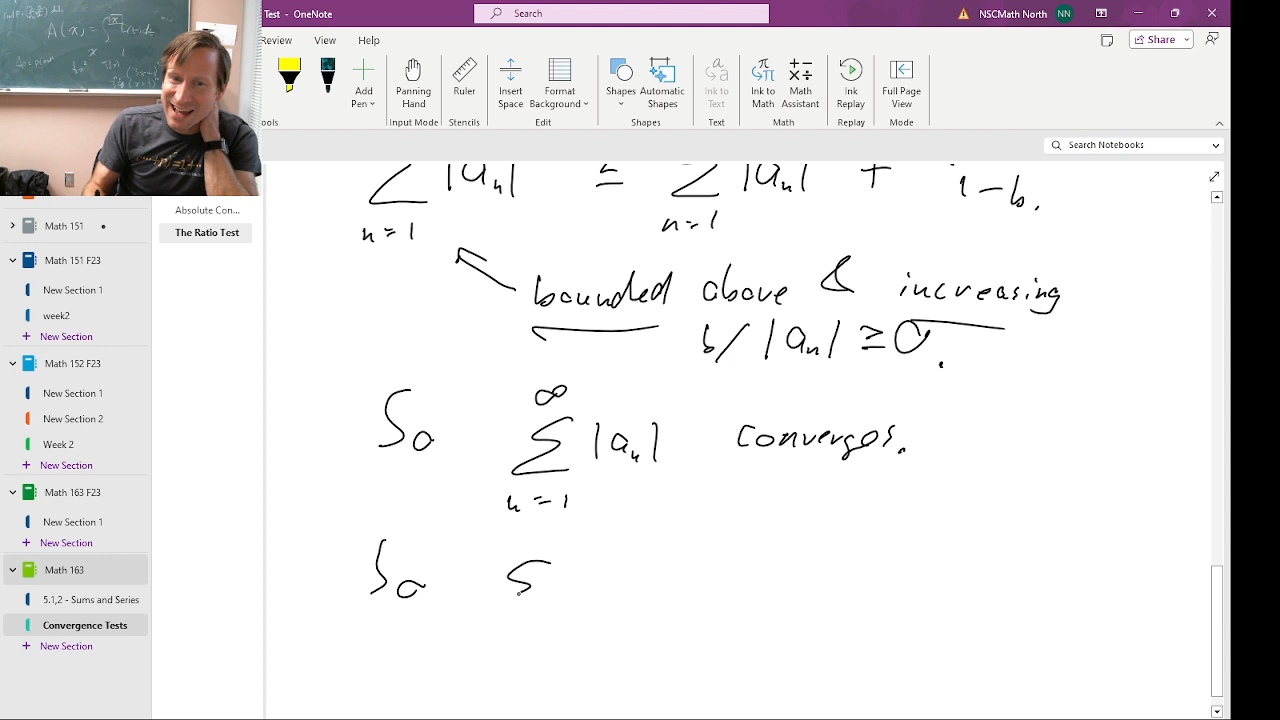 Test - OneNote
Search
NSCMath North NN
Share
Review View
Add Pen
Panning Hand
Ruler
Insert Space
Format Background
Shapes
Automatic Shapes
Ink to Text
Ink to Math
Math Assistant
Ink Replay
Full Page View
ols
Input Mode
Stencils
Edit
Shapes
Text
Math
Replay
Mode
Search Notebooks
A(x) =
x
Absolute Con...
The Ratio Test
Math 151
Math 151 F23
New Section 1
week2
+ New Section
Math 152 F23
New Section 1
New Section 2
Week 2
+ New Section
Math 163 F23
New Section 1
+ New Section
Math 163
5.1,2 - Sums and Series
Convergence Tests
+ New Section
∑ |aₙ| = ∑ |aₙ| + 1-b.
n=1 n=1
bounded above & increasing
b/ |aₙ| ≥ 0.
So ∑ |aₙ| converges.
∞
n=1
So